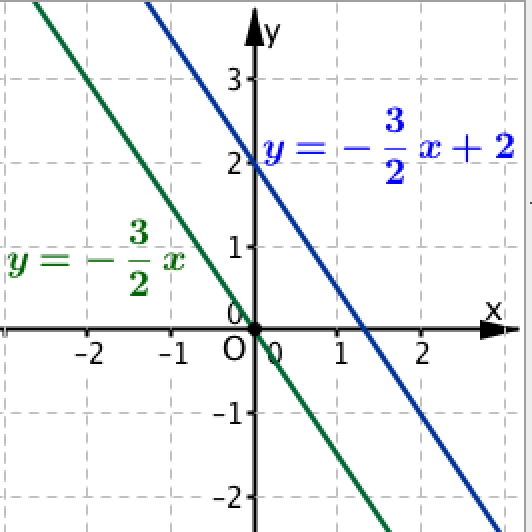 y
3
y = − 3/2 x + 2
2
1
y = − 3/2 x
0
x
−2 −1 O 0 1 2
−1
−2